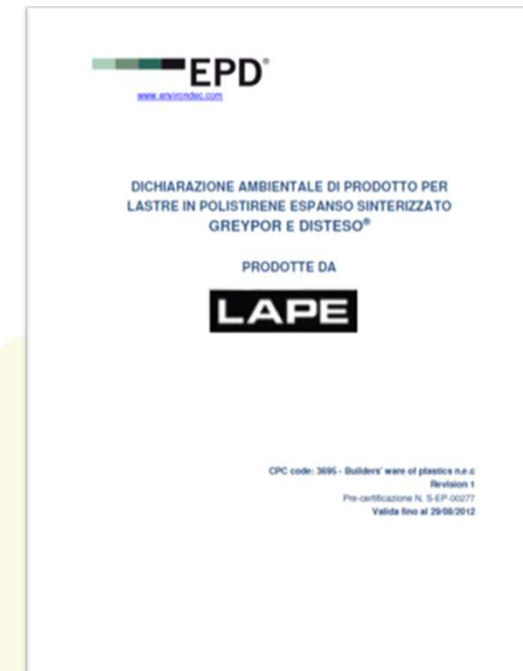 EPD®
www.environdec.com
DICHIARAZIONE AMBIENTALE DI PRODOTTO PER
LASTRE IN POLISTIRENE ESPANSO SINTERIZZATO
GREYPOR E DISTESO®
PRODOTTE DA
LAPE
CPC code: 3695 - Builders' ware of plastics n.e.c
Revision 1
Pre-certificazione N. S-EP-00277
Valida fino al 29/08/2012